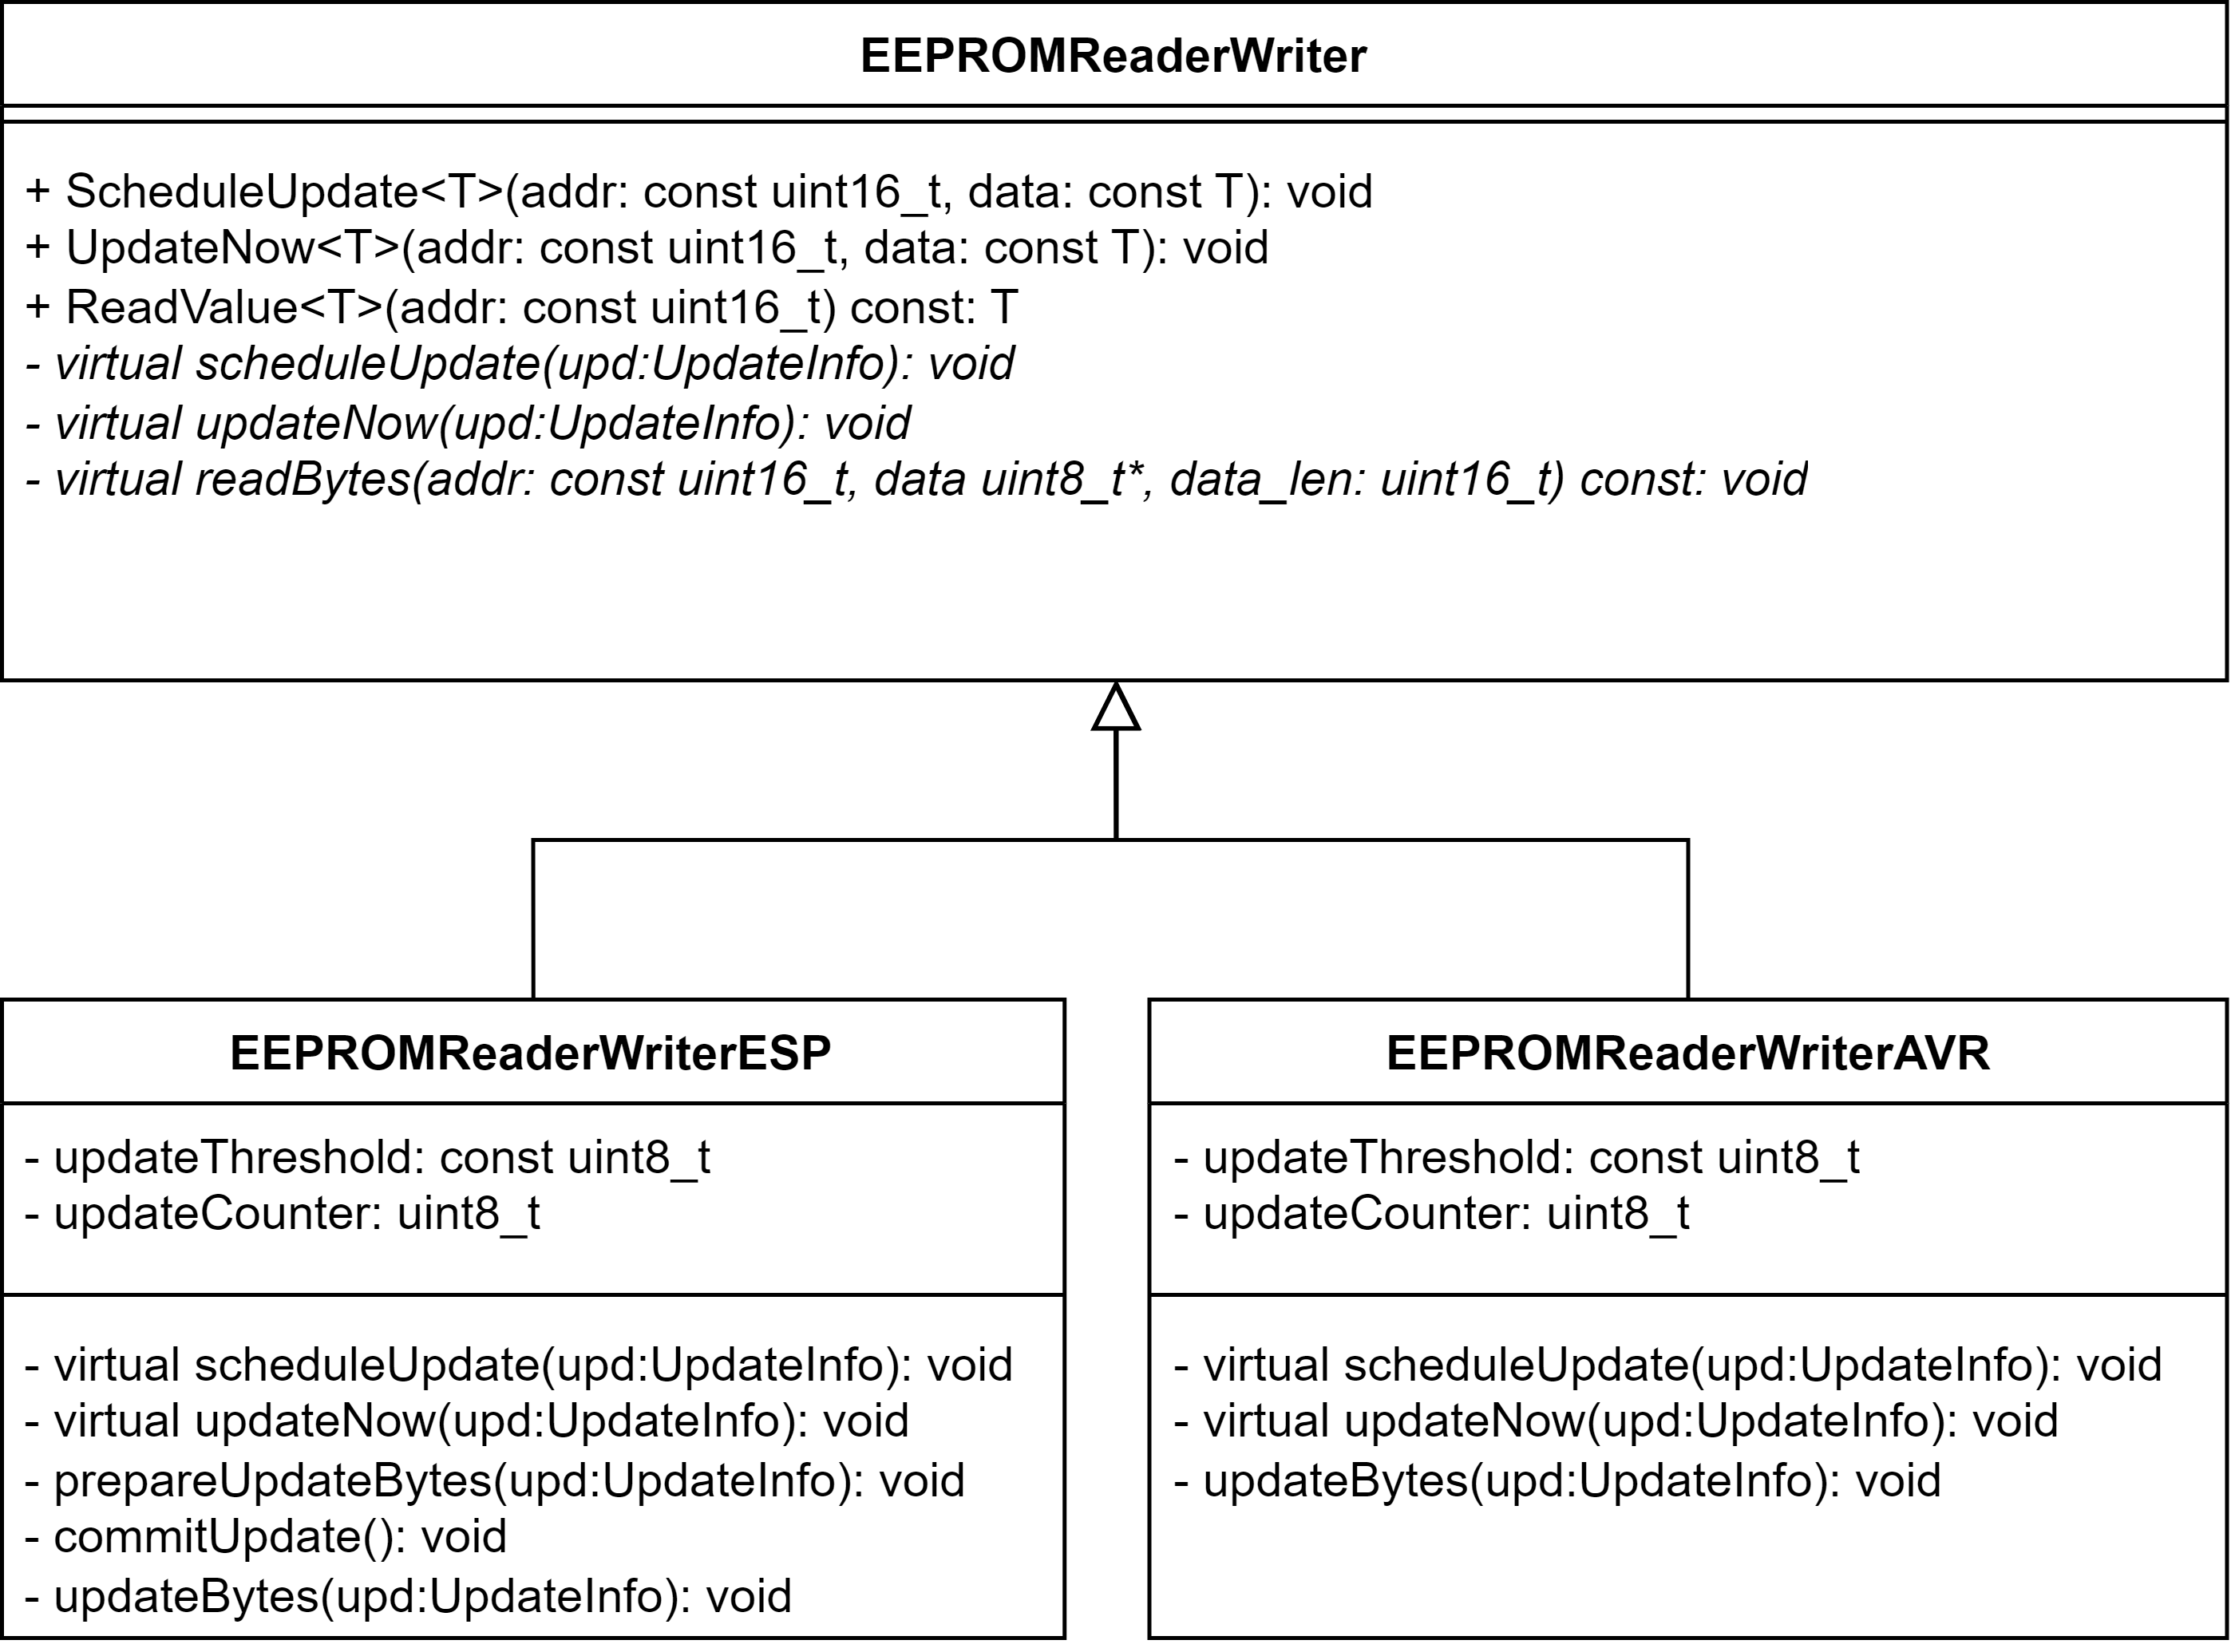 EEPROMReaderWriter
+ ScheduleUpdate<T>(addr: const uint16_t, data: const T): void
+ UpdateNow<T>(addr: const uint16_t, data: const T): void
+ ReadValue<T>(addr: const uint16_t) const: T
- virtual scheduleUpdate(upd:UpdateInfo): void
- virtual updateNow(upd:UpdateInfo): void
- virtual readBytes(addr: const uint16_t, data uint8_t*, data_len: uint16_t) const: void
EEPROMReaderWriterESP
- updateThreshold: const uint8_t
- updateCounter: uint8_t
- virtual scheduleUpdate(upd:UpdateInfo): void
- virtual updateNow(upd:UpdateInfo): void
- prepareUpdateBytes(upd:UpdateInfo): void
- commitUpdate(): void
- updateBytes(upd:UpdateInfo): void
EEPROMReaderWriterAVR
- updateThreshold: const uint8_t
- updateCounter: uint8_t
- virtual scheduleUpdate(upd:UpdateInfo): void
- virtual updateNow(upd:UpdateInfo): void
- updateBytes(upd:UpdateInfo): void